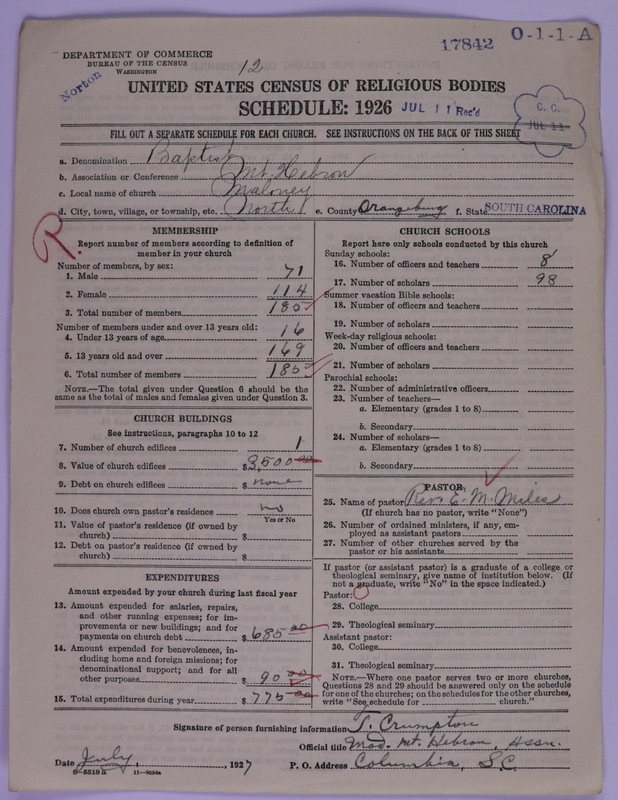 17842 O-1-1-A
DEPARTMENT OF COMMERCE
BUREAU OF THE CENSUS
WASHINGTON
Norton
12
UNITED STATES CENSUS OF RELIGIOUS BODIES
SCHEDULE: 1926 JUL 11 Rec'd
C. C.
JUL 11
FILL OUT A SEPARATE SCHEDULE FOR EACH CHURCH. SEE INSTRUCTIONS ON THE BACK OF THIS SHEET
a. Denomination Baptist
b. Association or Conference Mt. Hebron
c. Local name of church Maloney
d. City, town, village, or township, etc. North e. County Orangeburg f. State SOUTH CAROLINA
R.
MEMBERSHIP
Report number of members according to definition of
member in your church
Number of members, by sex:
1. Male 71
2. Female 114
3. Total number of members 185
Number of members under and over 13 years old:
4. Under 13 years of age 16
5. 13 years old and over 169
6. Total number of members 185
NOTE.—The total given under Question 6 should be the
same as the total of males and females given under Question 3.
CHURCH BUILDINGS
See instructions, paragraphs 10 to 12
7. Number of church edifices 1
8. Value of church edifices $3,500 00
9. Debt on church edifices $ none
10. Does church own pastor's residence no
Yes or No
11. Value of pastor's residence (if owned by
church) $
12. Debt on pastor's residence (if owned by
church) $
EXPENDITURES
Amount expended by your church during last fiscal year
13. Amount expended for salaries, repairs,
and other running expenses; for im-
provements or new buildings; and for
payments on church debt $ 685 00
14. Amount expended for benevolences, in-
cluding home and foreign missions; for
denominational support; and for all
other purposes $ 90 00
15. Total expenditures during year $ 775 00
CHURCH SCHOOLS
Report here only schools conducted by this church
Sunday schools:
16. Number of officers and teachers 8
17. Number of scholars 98
Summer vacation Bible schools:
18. Number of officers and teachers
19. Number of scholars
Week-day religious schools:
20. Number of officers and teachers
21. Number of scholars
Parochial schools:
22. Number of administrative officers
23. Number of teachers—
a. Elementary (grades 1 to 8)
b. Secondary
24. Number of scholars—
a. Elementary (grades 1 to 8)
b. Secondary
PASTOR
25. Name of pastor Rev. E. M. Miles
(If church has no pastor, write "None")
26. Number of ordained ministers, if any, em-
ployed as assistant pastors
27. Number of other churches served by the
pastor or his assistants
If pastor (or assistant pastor) is a graduate of a college or
theological seminary, give name of institution below. (If
not a graduate, write "No" in the space indicated.)
Pastor:
28. College
29. Theological seminary
Assistant pastor:
30. College
31. Theological seminary
NOTE.—Where one pastor serves two or more churches,
Questions 28 and 29 should be answered only on the schedule
for one of the churches; on the schedules for the other churches,
write "See schedule for church."
Signature of person furnishing information T. Crumpton
Official title Mod. Mt. Hebron, Assn.
Date July, 1927 P. O. Address Columbia, S.C.
11—9034a